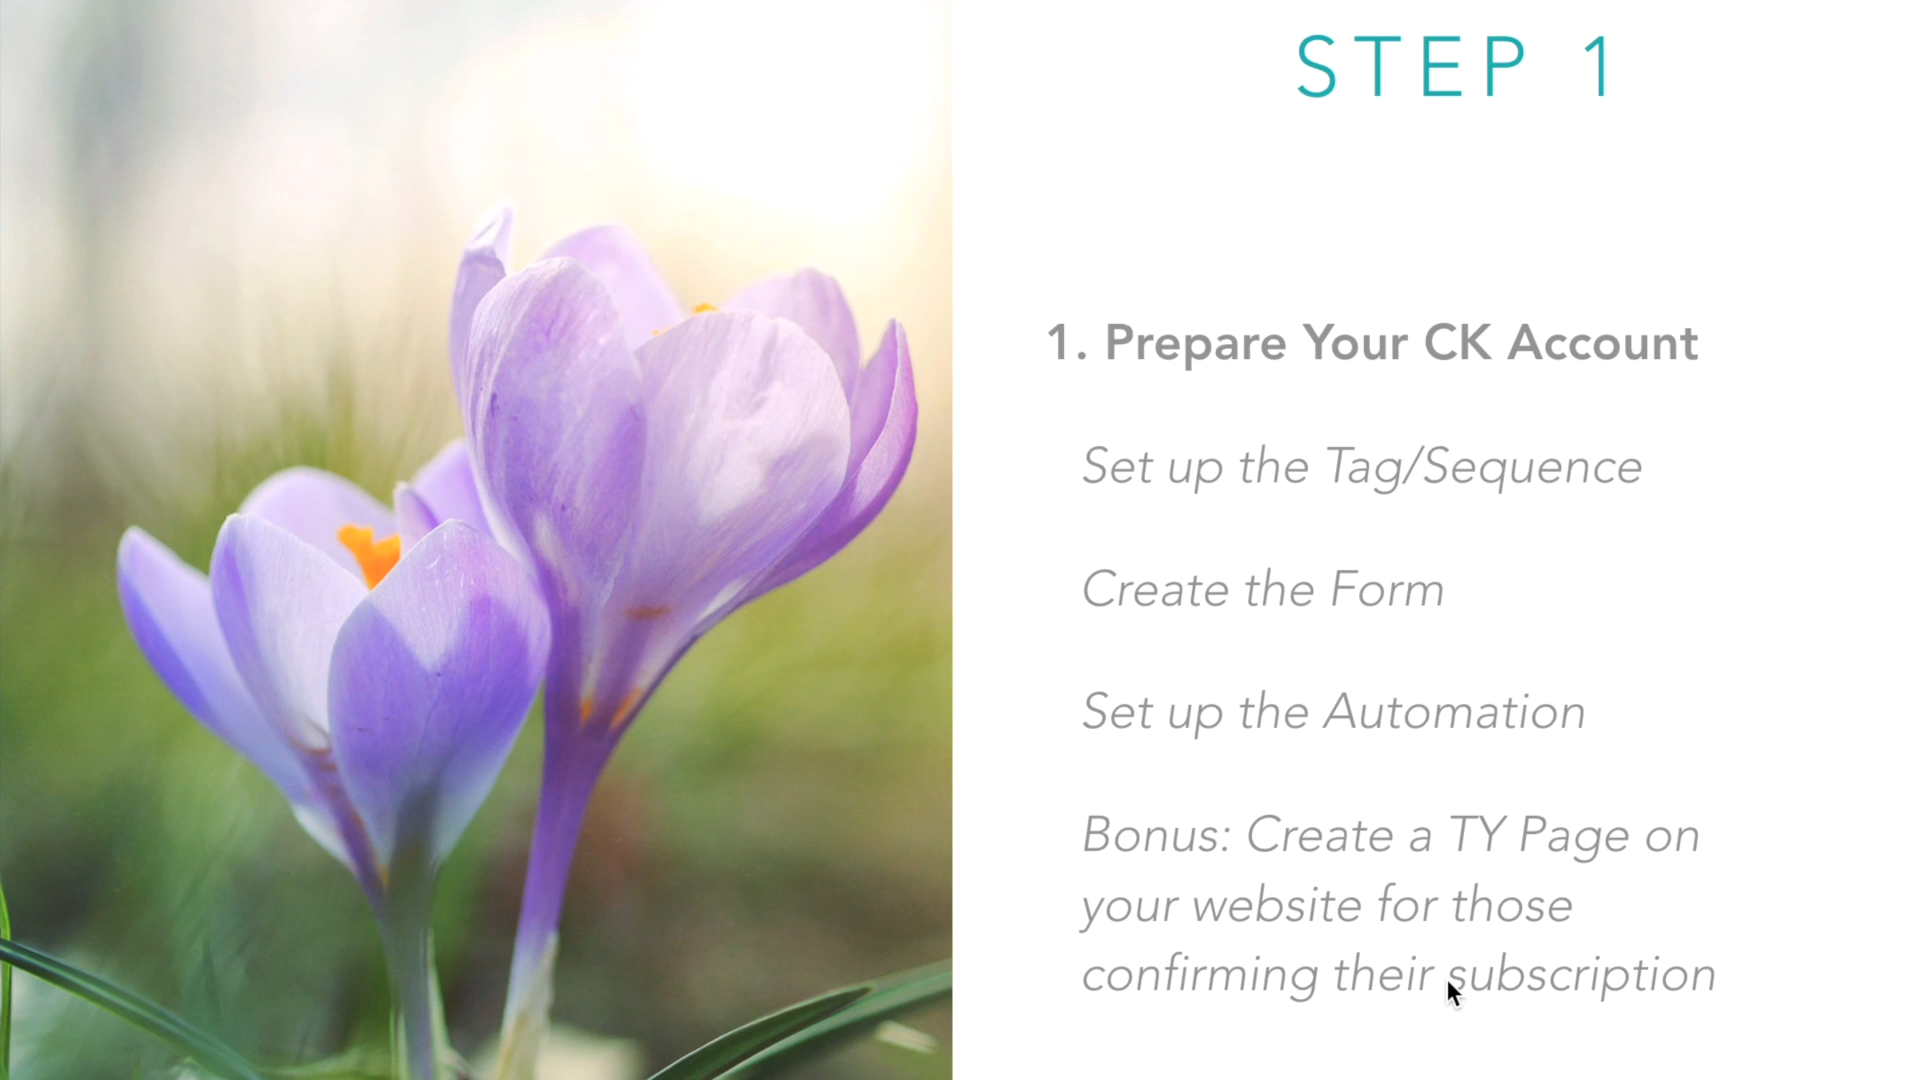 STEP 1
1. Prepare Your CK Account
Set up the Tag/Sequence
Create the Form
Set up the Automation
Bonus: Create a TY Page on
your website for those
confirming their subscription